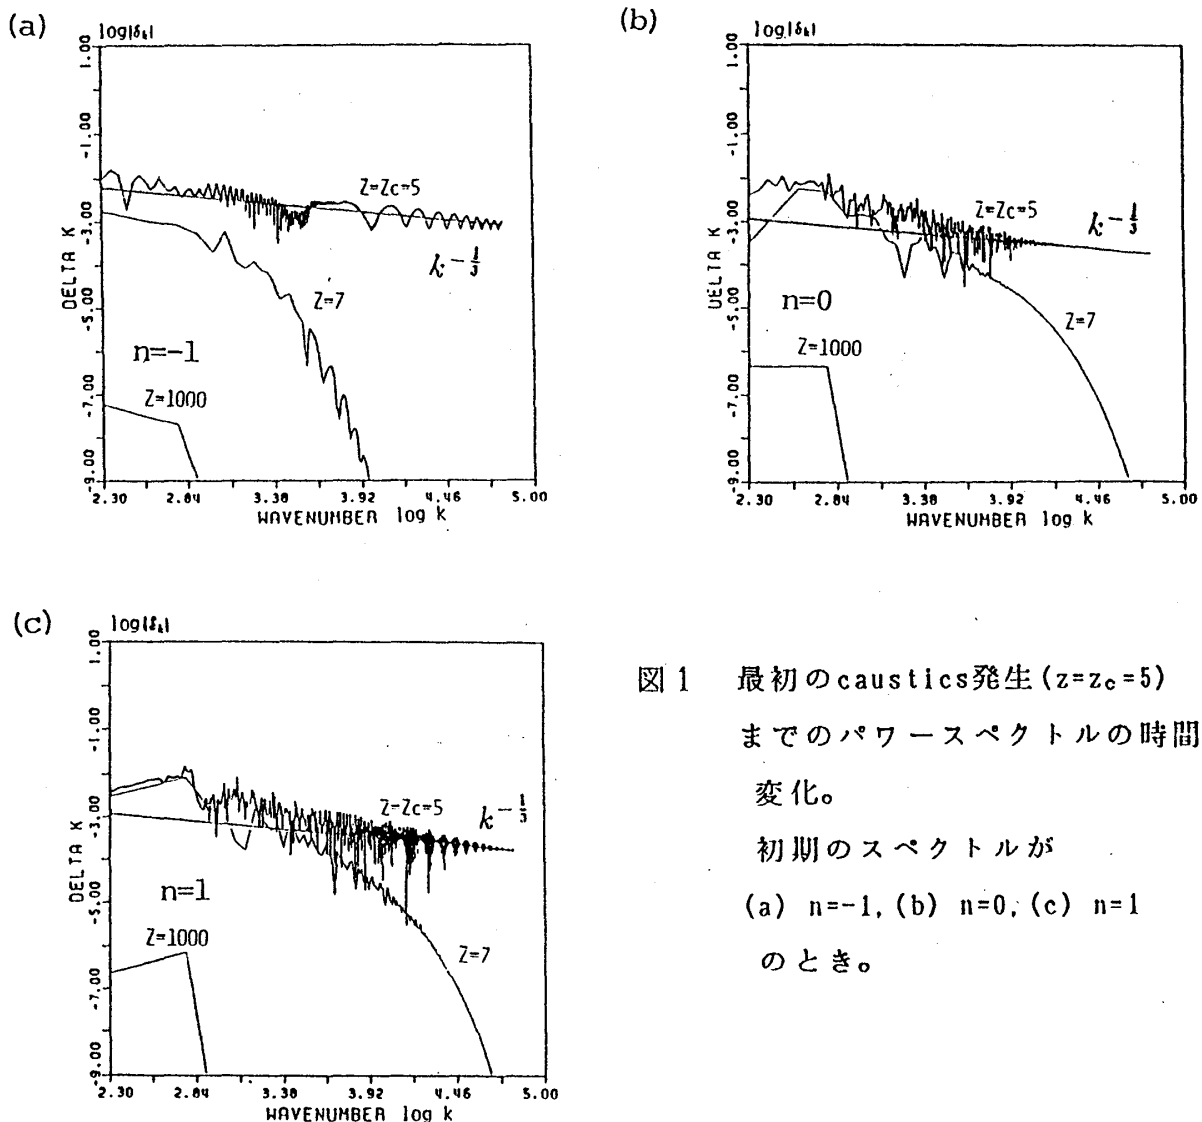 (a)
log|δₖ|
1.00
-1.00
-3.00
-5.00
-7.00
-9.00
DELTA K
Z=Zc=5
k^{-1/3}
Z=7
n=-1
Z=1000
2.30 2.84 3.38 3.92 4.46 5.00
WAVENUMBER log k
(b)
log|δₖ|
1.00
-1.00
-3.00
-5.00
-7.00
-9.00
DELTA K
Z=Zc=5
k^{-1/3}
n=0
Z=7
Z=1000
2.30 2.84 3.38 3.92 4.46 5.00
WAVENUMBER log k
(c)
log|δₖ|
1.00
-1.00
-3.00
-5.00
-7.00
-9.00
DELTA K
Z=Zc=5
k^{-1/3}
n=1
Z=1000
Z=7
2.30 2.84 3.38 3.92 4.46 5.00
WAVENUMBER log k
図1 最初のcaustics発生(z=zc=5)
までのパワースペクトルの時間
変化。
初期のスペクトルが
(a) n=-1, (b) n=0, (c) n=1
のとき。